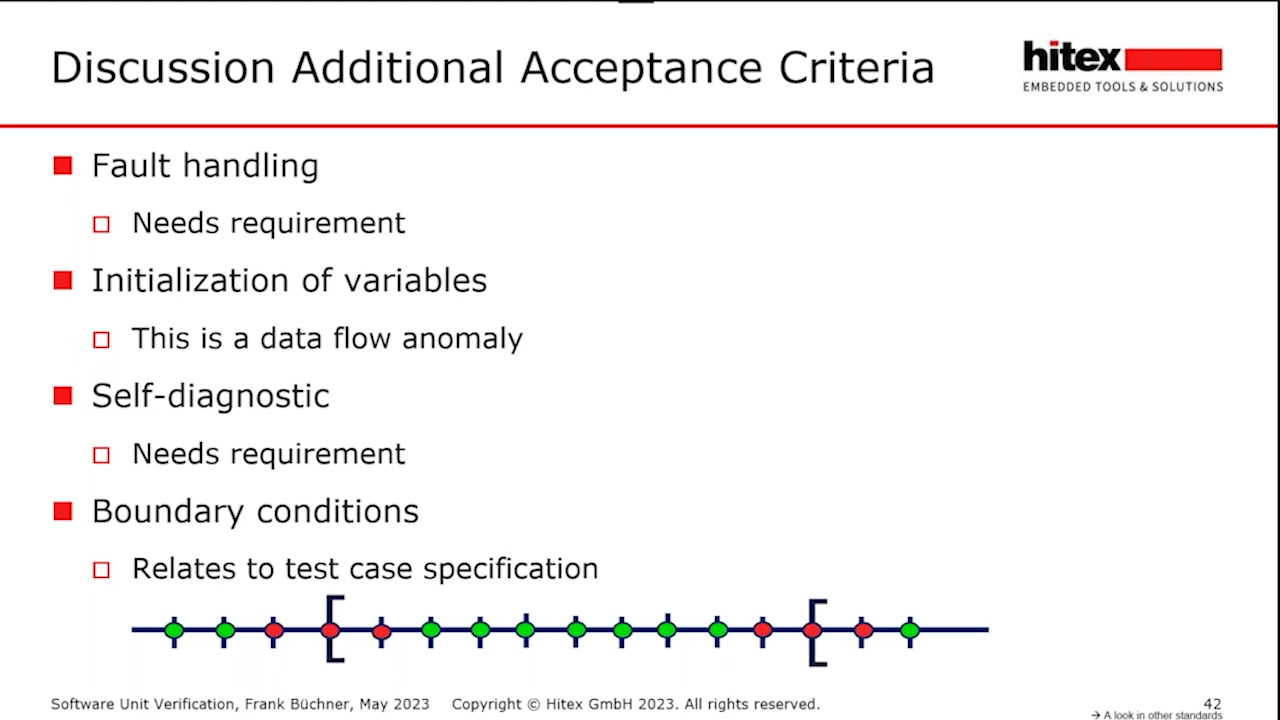 Discussion Additional Acceptance Criteria
hitex
EMBEDDED TOOLS & SOLUTIONS
Fault handling
Needs requirement
Initialization of variables
This is a data flow anomaly
Self-diagnostic
Needs requirement
Boundary conditions
Relates to test case specification
Software Unit Verification, Frank Büchner, May 2023 Copyright © Hitex GmbH 2023. All rights reserved. 42
→ A look in other standards